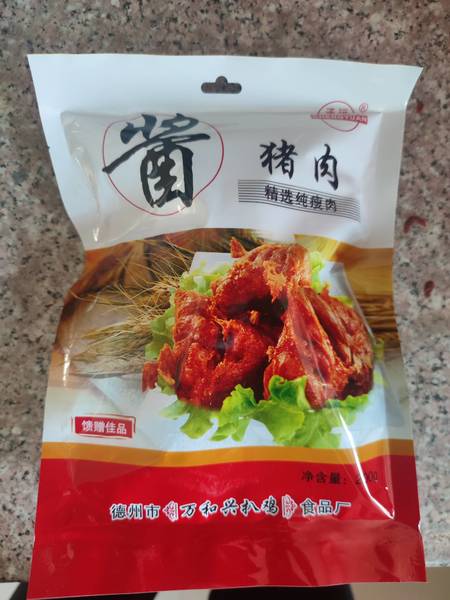 酱
猪肉
精选纯瘦肉
馈赠佳品
净含量：
德州市
万和兴扒鸡
食品厂